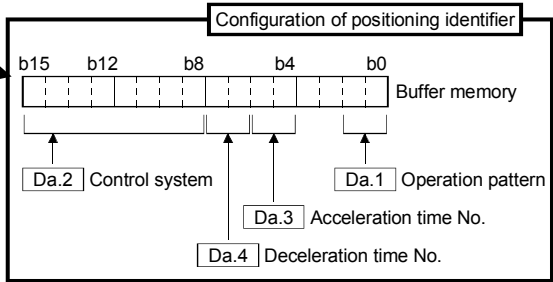 Configuration of positioning identifier
b15 b12 b8 b4 b0
Buffer memory
Da.2 Control system
Da.1 Operation pattern
Da.3 Acceleration time No.
Da.4 Deceleration time No.